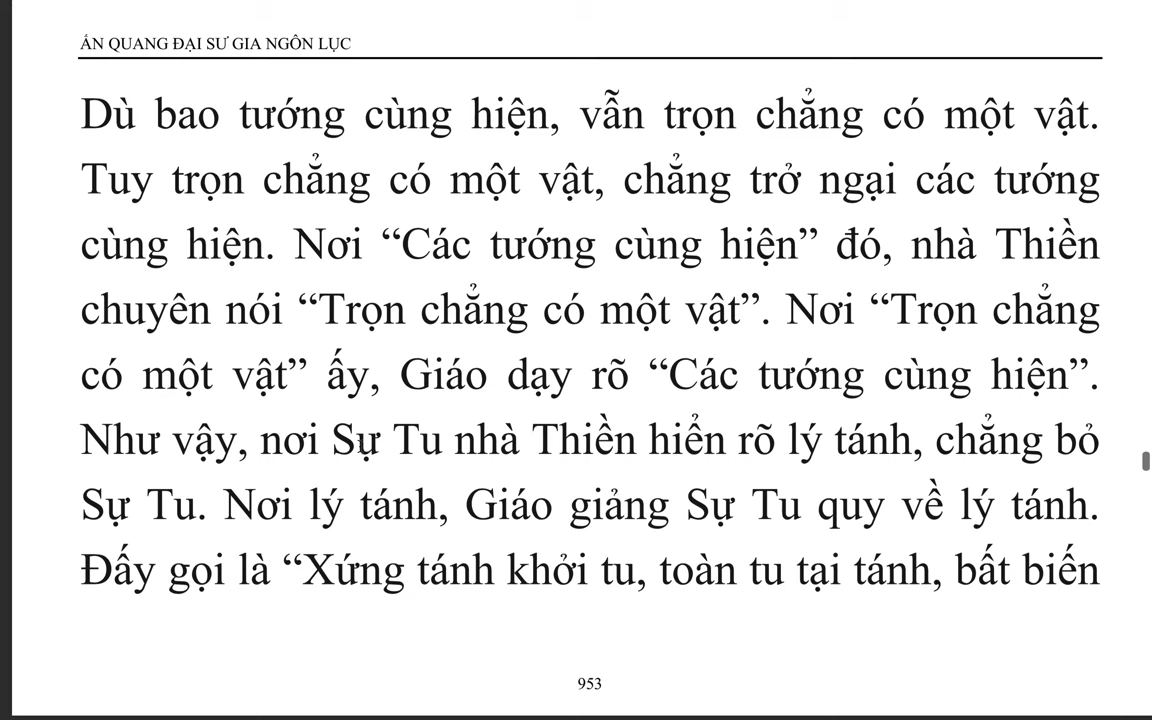 ẤN QUANG ĐẠI SƯ GIA NGÔN LỤC
Dù bao tướng cùng hiện, vẫn trọn chẳng có một vật.
Tuy trọn chẳng có một vật, chẳng trở ngại các tướng
cùng hiện. Nơi “Các tướng cùng hiện” đó, nhà Thiền
chuyên nói “Trọn chẳng có một vật”. Nơi “Trọn chẳng
có một vật” ấy, Giáo dạy rõ “Các tướng cùng hiện”.
Như vậy, nơi Sự Tu nhà Thiền hiển rõ lý tánh, chẳng bỏ
Sự Tu. Nơi lý tánh, Giáo giảng Sự Tu quy về lý tánh.
Đấy gọi là “Xứng tánh khởi tu, toàn tu tại tánh, bất biến
953